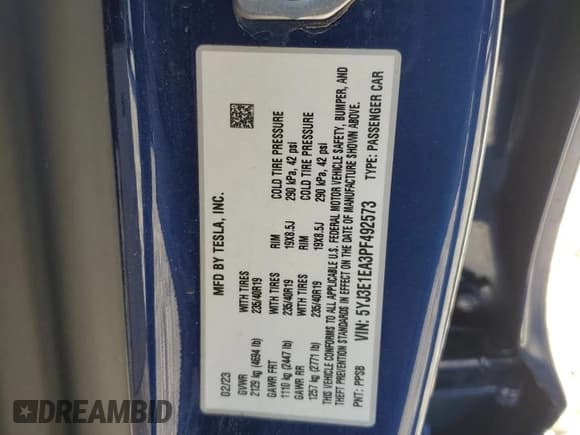 MFD BY TESLA, INC.
02/23
GVWR
2129 kg (4694 lb)
GAWR FRT WITH TIRES RIM COLD TIRE PRESSURE
1110 kg (2447 lb) 235/40R19 19X8.5J 290 kPa, 42 psi
GAWR RR WITH TIRES RIM COLD TIRE PRESSURE
1257 kg (2771 lb) 235/40R19 19X8.5J 290 kPa, 42 psi
THIS VEHICLE CONFORMS TO ALL APPLICABLE U.S. FEDERAL MOTOR VEHICLE SAFETY, BUMPER, AND
THEFT PREVENTION STANDARDS IN EFFECT ON THE DATE OF MANUFACTURE SHOWN ABOVE.
VIN: 5YJ3E1EA3PF492573 TYPE: PASSENGER CAR
PNT: PPSB
DREAMBID